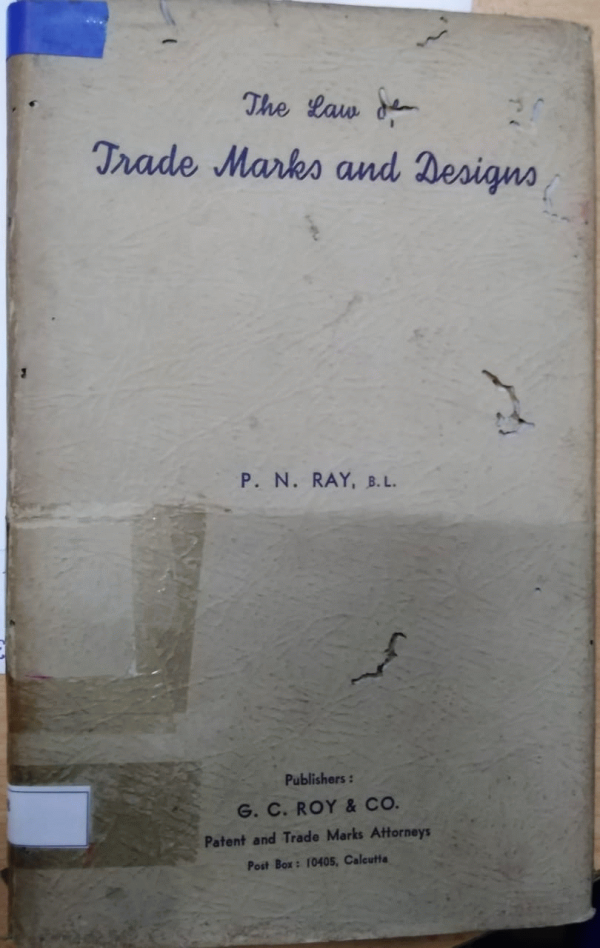 The Law
Trade Marks and Designs
P. N. RAY, B.L.
Publishers :
G. C. ROY & CO.
Patent and Trade Marks Attorneys
Post Box : 10405, Calcutta